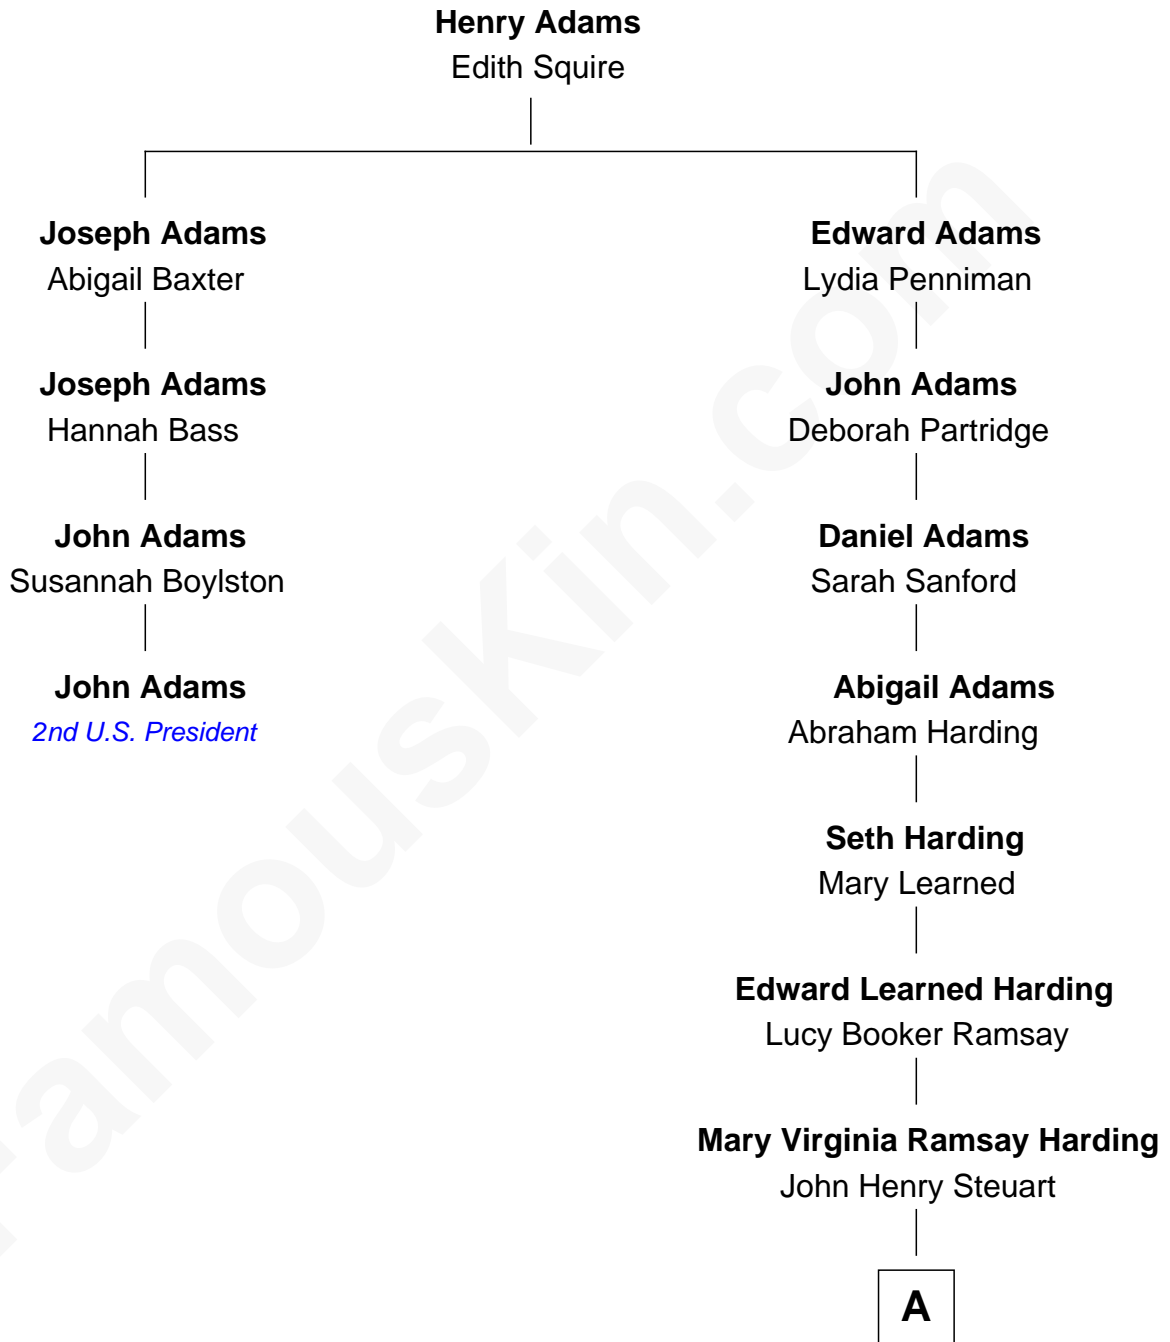 Henry Adams
Edith Squire
Joseph Adams
Abigail Baxter
Joseph Adams
Hannah Bass
John Adams
Susannah Boylston
John Adams
2nd U.S. President
Edward Adams
Lydia Penniman
John Adams
Deborah Partridge
Daniel Adams
Sarah Sanford
Abigail Adams
Abraham Harding
Seth Harding
Mary Learned
Edward Learned Harding
Lucy Booker Ramsay
Mary Virginia Ramsay Harding
John Henry Steuart
A
FamousKin.com